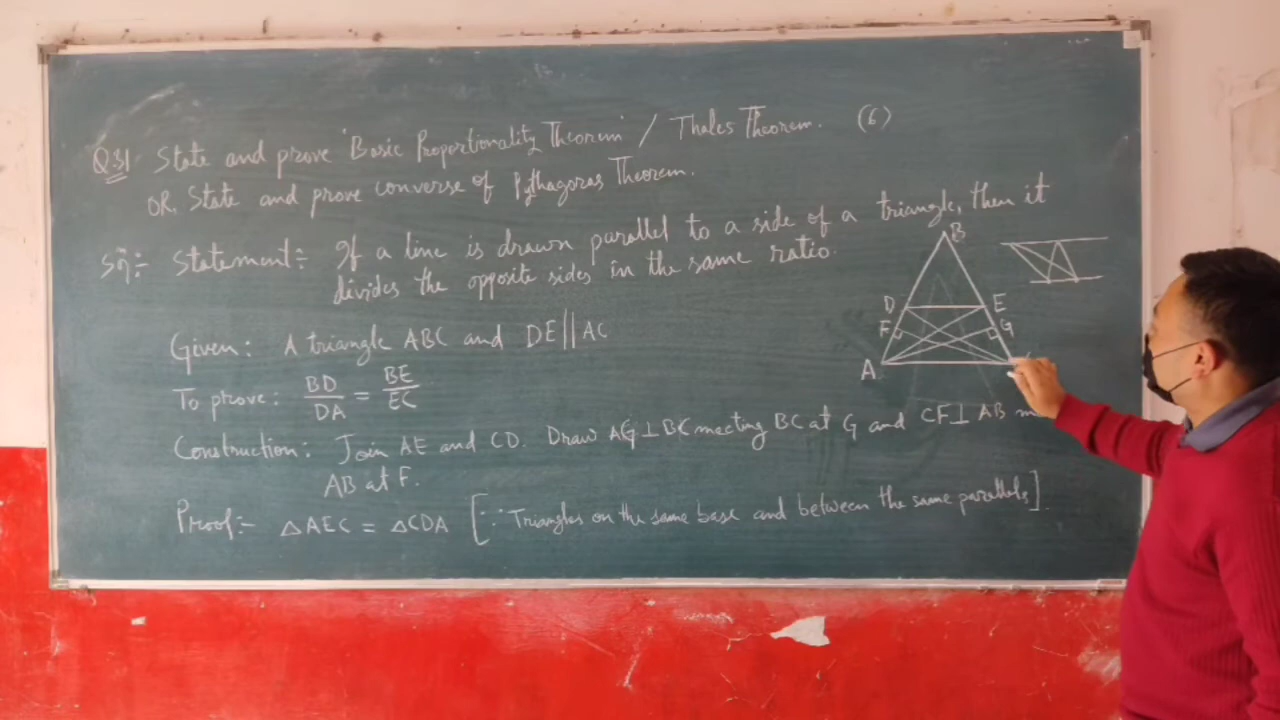 Q.31 State and prove "Basic Proportionality Theorem" / Thales Theorem. (6)
OR, State and prove converse of Pythagoras Theorem.
Sol:- Statement:- If a line is drawn parallel to a side of a triangle, then it
divides the opposite sides in the same ratio.
Given: A triangle ABC and DE||AC
To prove: BD/DA = BE/EC
Construction: Join AE and CD. Draw AG⊥BC meeting BC at G and CF⊥AB
AB at F.
Proof:- △AEC = △CDA [∵ Triangles on the same base and between the same parallels].
B
D E
F G
A